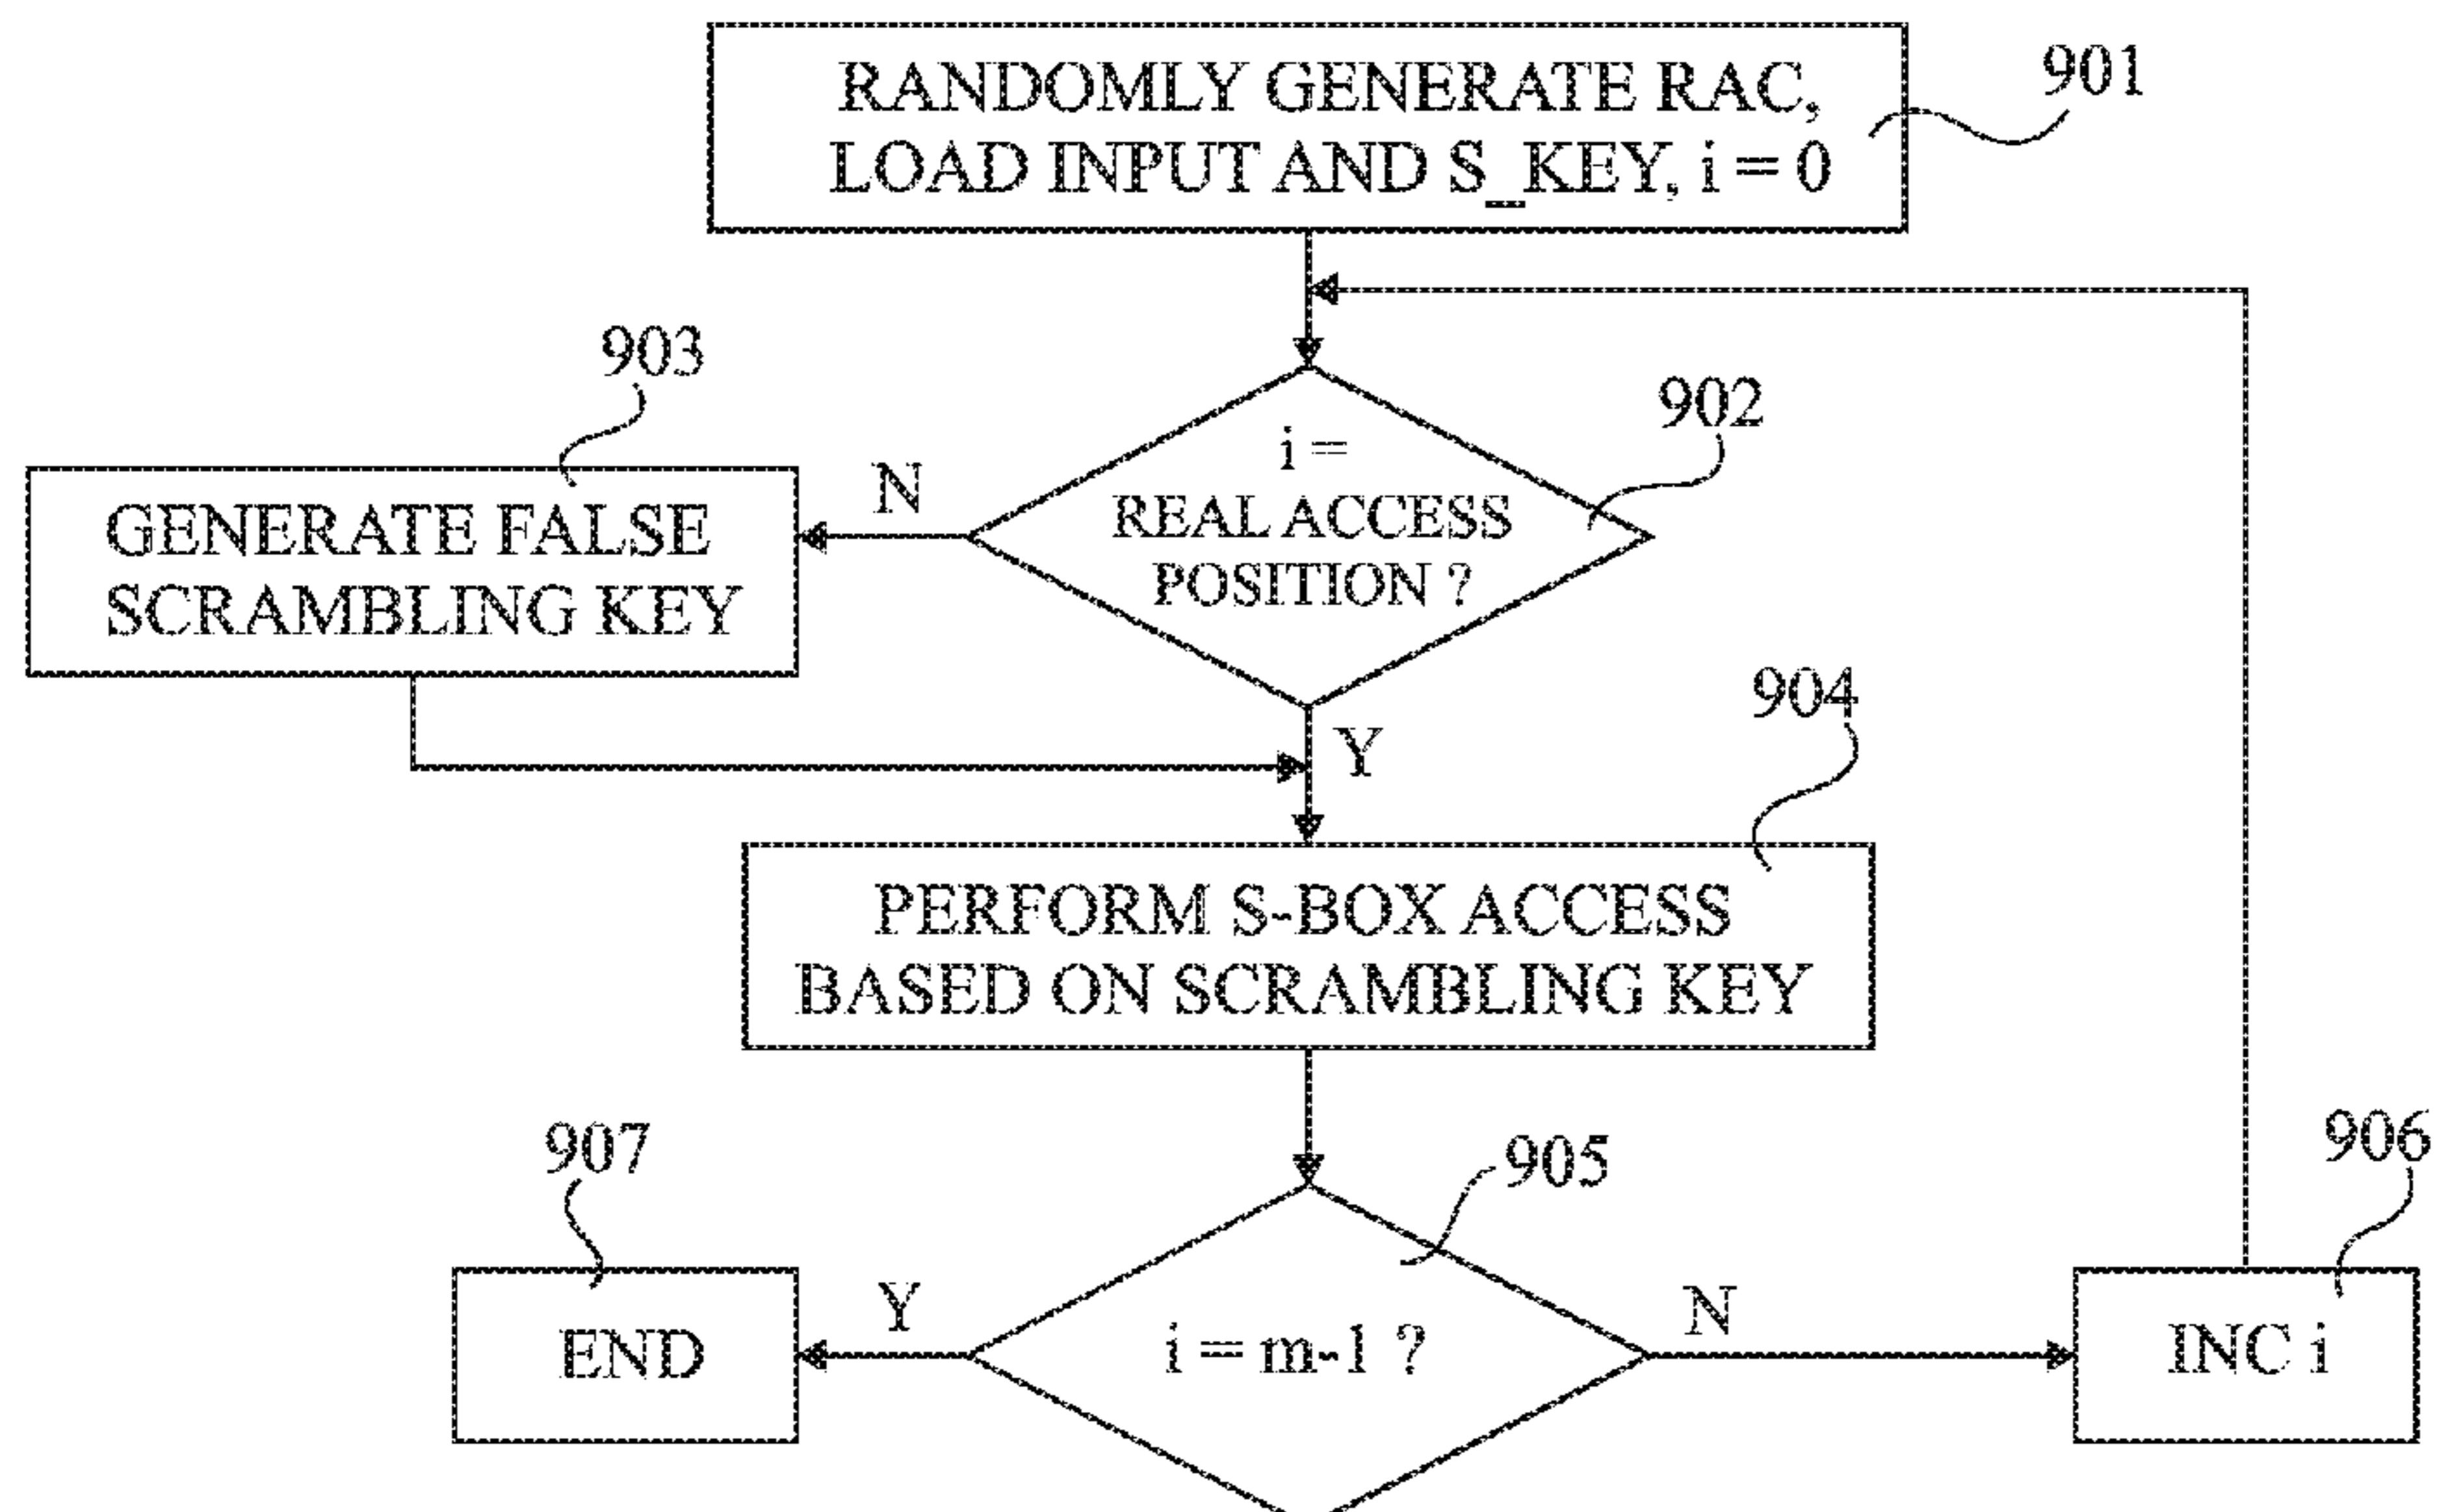 RANDOMLY GENERATE RAC,
LOAD INPUT AND S_KEY, i = 0
901
903
902
i =
REAL ACCESS
POSITION ?
N
GENERATE FALSE
SCRAMBLING KEY
Y
904
PERFORM S-BOX ACCESS
BASED ON SCRAMBLING KEY
907
905
906
Y
i = m-1 ?
N
END
INC i